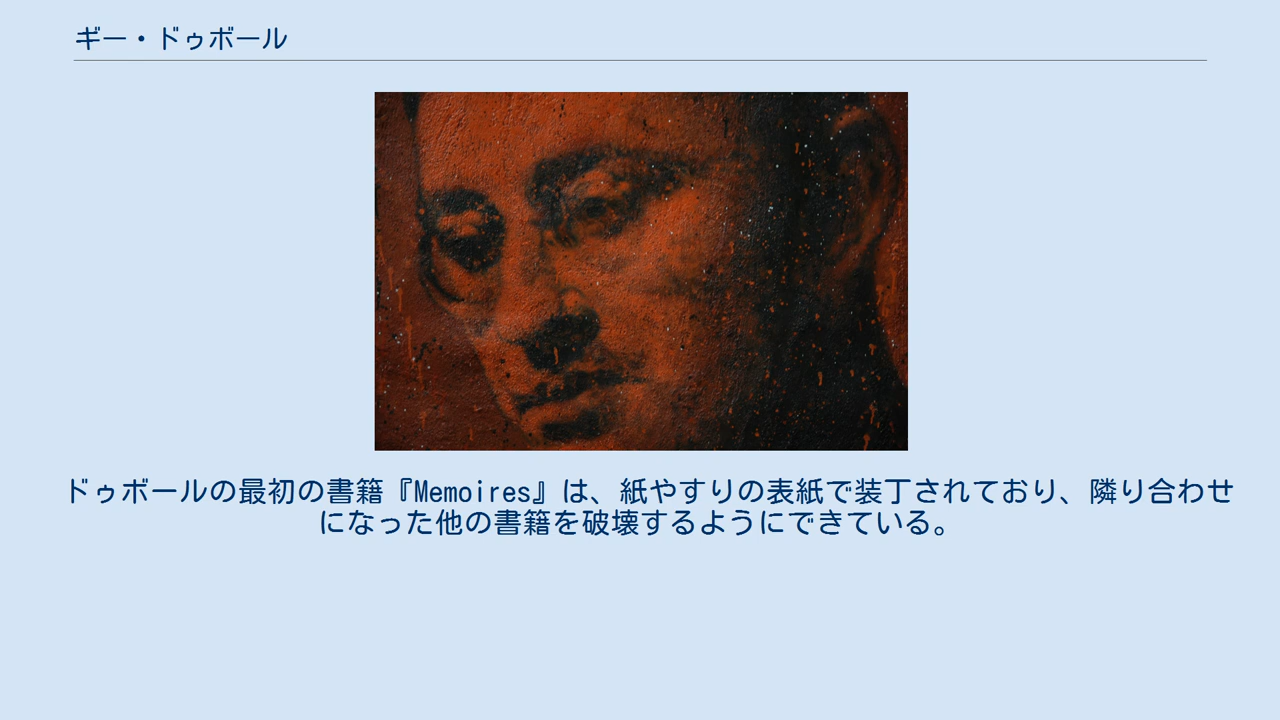 ギー・ドゥボール
ドゥボールの最初の書籍『Memoires』は、紙やすりの表紙で装丁されており、隣り合わせ
になった他の書籍を破壊するようにできている。